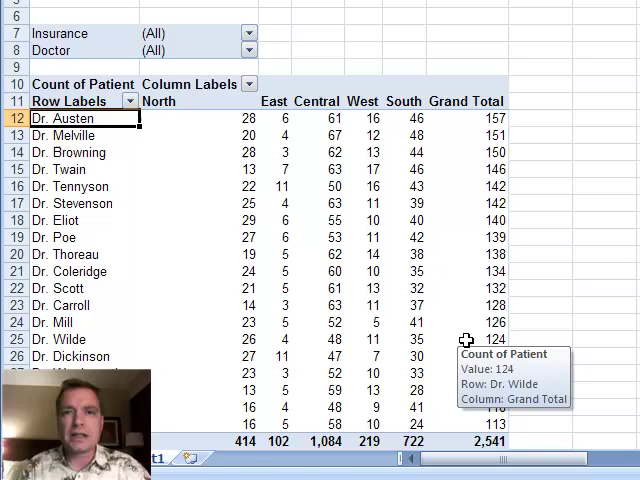 6
7 Insurance (All)
8 Doctor (All)
9
10 Count of Patient Column Labels
11 Row Labels North East Central West South Grand Total
12 Dr. Austen 28 6 61 16 46 157
13 Dr. Melville 20 4 67 12 48 151
14 Dr. Browning 28 3 62 13 44 150
15 Dr. Twain 13 7 63 17 46 146
16 Dr. Tennyson 22 11 50 16 43 142
17 Dr. Stevenson 25 4 63 11 39 142
18 Dr. Eliot 29 6 55 10 40 140
19 Dr. Poe 27 6 53 11 42 139
20 Dr. Thoreau 19 5 62 14 38 138
21 Dr. Coleridge 24 5 60 10 35 134
22 Dr. Scott 21 5 61 13 32 132
23 Dr. Carroll 14 3 63 11 37 128
24 Dr. Mill 23 5 52 5 41 126
25 Dr. Wilde 26 4 48 11 35 124
26 Dr. Dickinson 27 11 47 7 30
23 3 52 10 33
13 5 59 13 28
16 4 48 9 41
16 5 58 10 24 113
414 102 1,084 219 722 2,541
Count of Patient
Value: 124
Row: Dr. Wilde
Column: Grand Total